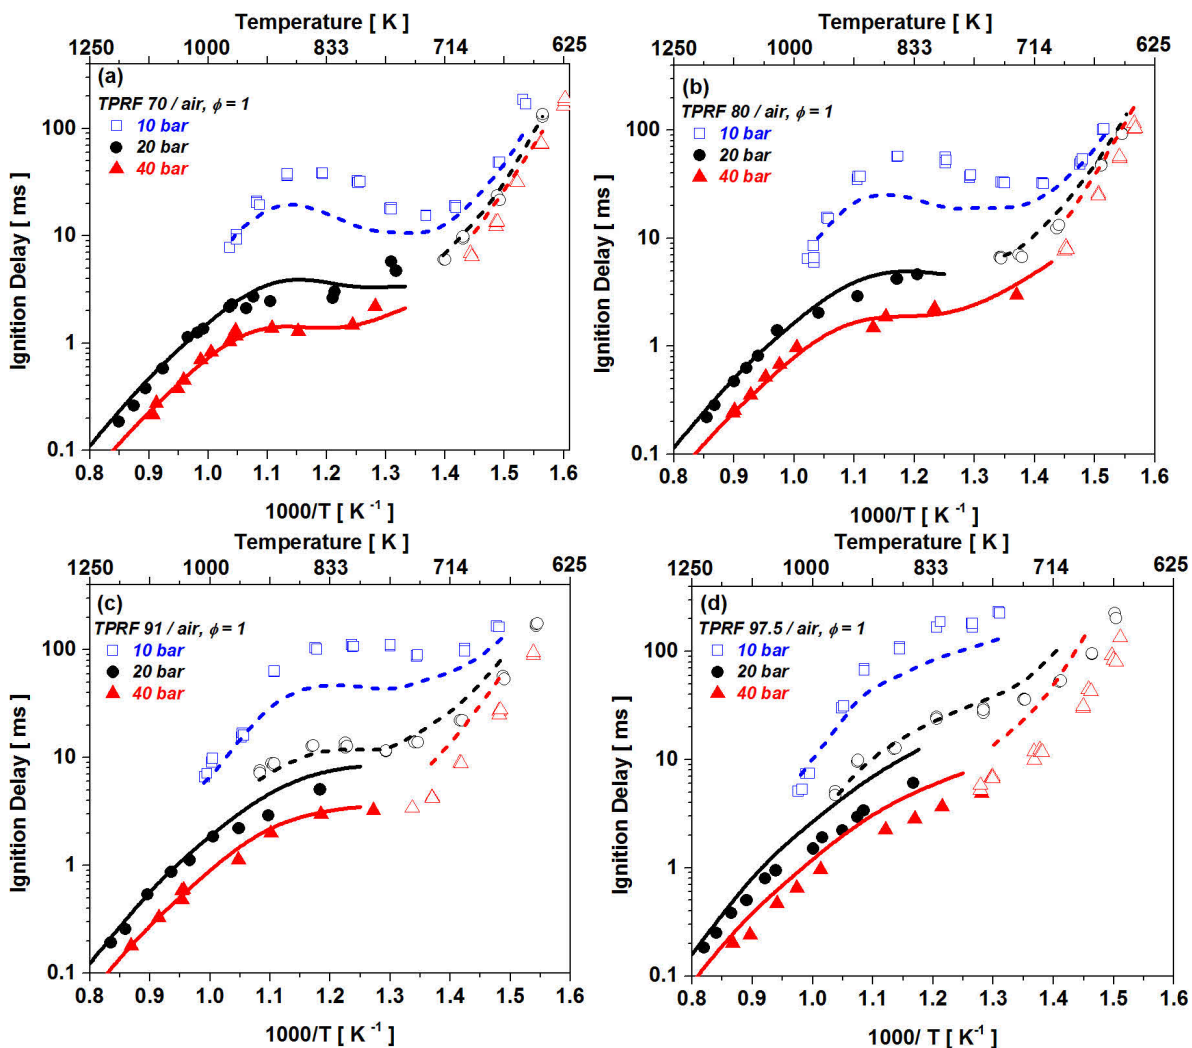 Temperature [ K ]
1250 1000 833 714 625
(a)
TPRF 70 / air, ϕ = 1
10 bar
20 bar
40 bar
100
10
1
0.1
Ignition Delay [ ms ]
0.8 0.9 1.0 1.1 1.2 1.3 1.4 1.5 1.6
1000/T [ K⁻¹ ]
Temperature [ K ]
1250 1000 833 714 625
(b)
TPRF 80 / air, ϕ = 1
10 bar
20 bar
40 bar
100
10
1
0.1
Ignition Delay [ ms ]
0.8 0.9 1.0 1.1 1.2 1.3 1.4 1.5 1.6
1000/T [ K⁻¹ ]
Temperature [ K ]
1250 1000 833 714 625
(c)
TPRF 91 / air, ϕ = 1
10 bar
20 bar
40 bar
100
10
1
0.1
Ignition Delay [ ms ]
0.8 0.9 1.0 1.1 1.2 1.3 1.4 1.5 1.6
1000/T [ K⁻¹ ]
Temperature [ K ]
1250 1000 833 714 625
(d)
TPRF 97.5 / air, ϕ = 1
10 bar
20 bar
40 bar
100
10
1
0.1
Ignition Delay [ ms ]
0.8 0.9 1.0 1.1 1.2 1.3 1.4 1.5 1.6
1000/ T [ K⁻¹ ]